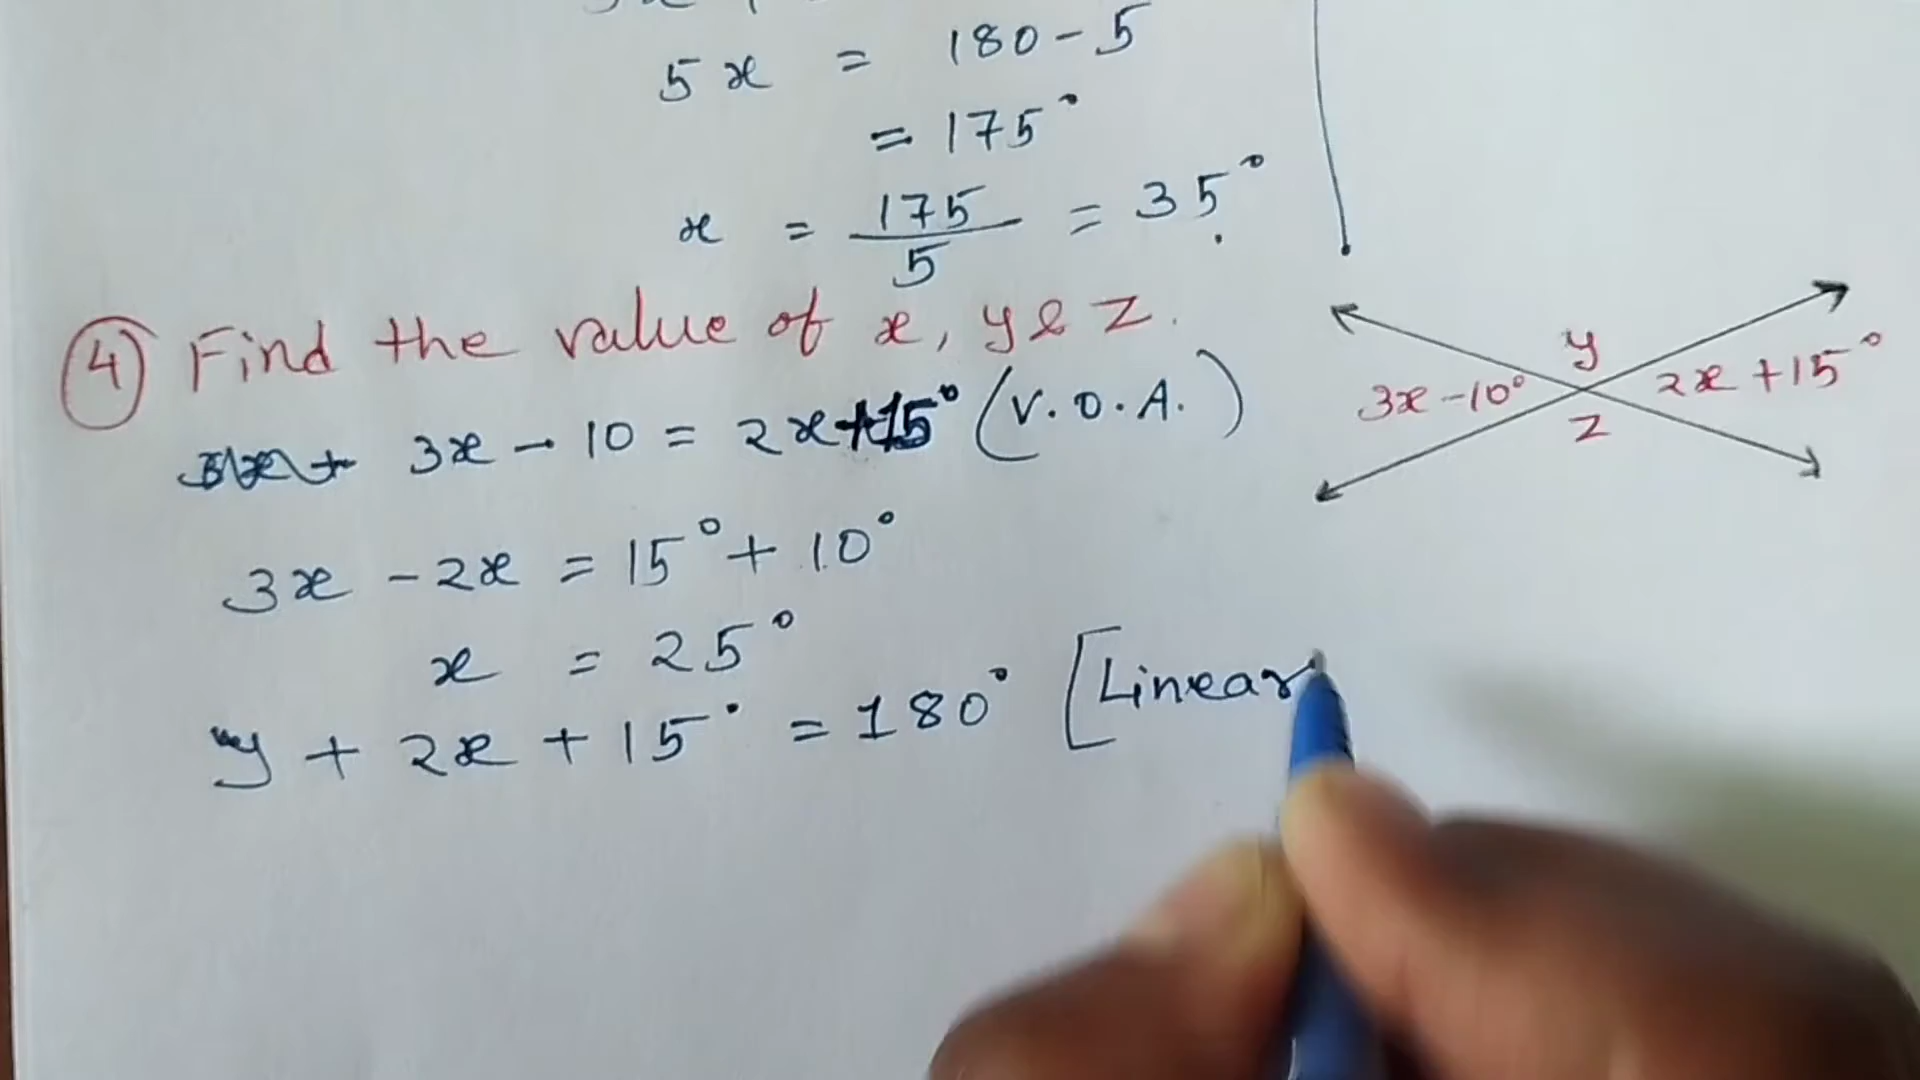 5x = 180-5
= 175°
x = 175/5 = 35°.
4 Find the value of x, y & z.
3x - 10 = 2x+15° (V.O.A.)
3x - 2x = 15° + 10°
x = 25°
y + 2x + 15° = 180° [Linear
y
3x-10°
2x+15°
z